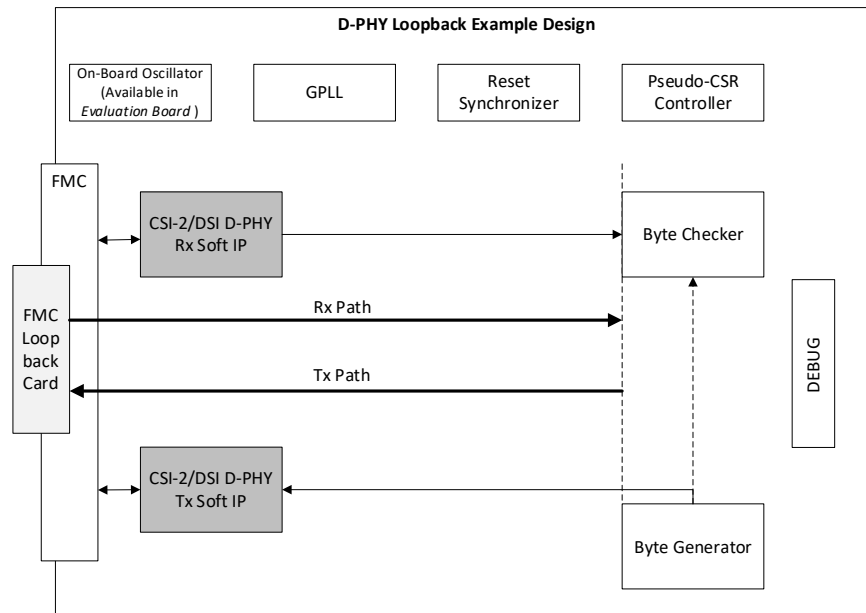 D-PHY Loopback Example Design
On-Board Oscillator
(Available in
Evaluation Board )
GPLL
Reset
Synchronizer
Pseudo-CSR
Controller
FMC
CSI-2/DSI D-PHY
Rx Soft IP
Byte Checker
FMC
Loop
back
Card
Rx Path
Tx Path
DEBUG
CSI-2/DSI D-PHY
Tx Soft IP
Byte Generator